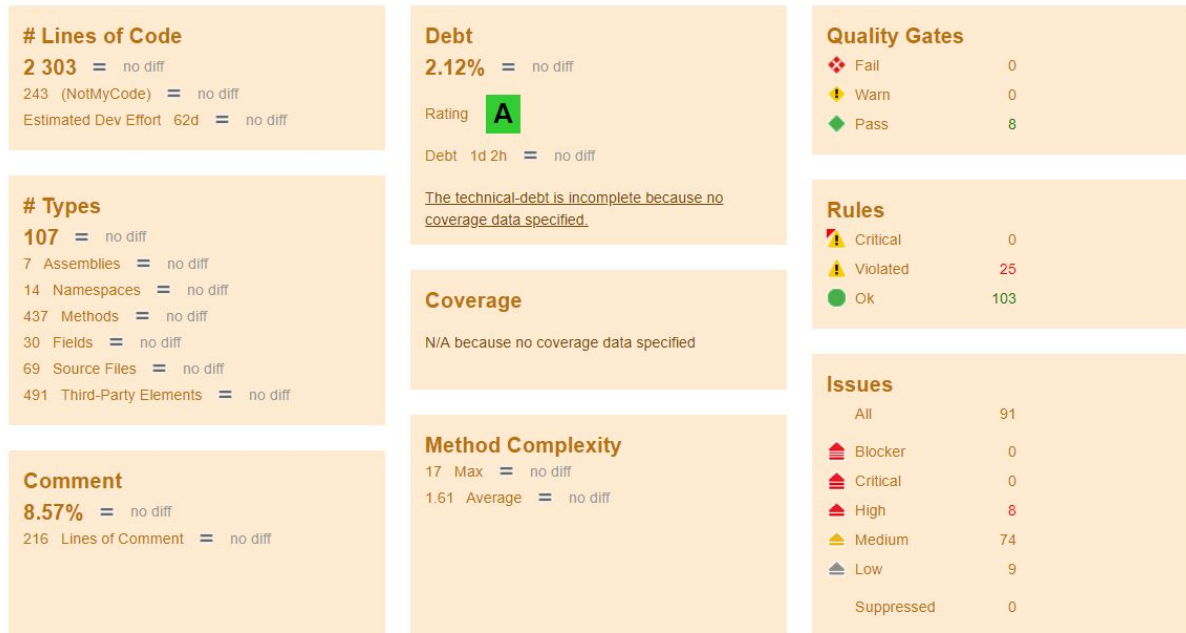 # Lines of Code
2 303 = no diff
243 (NotMyCode) = no diff
Estimated Dev Effort 62d = no diff
# Types
107 = no diff
7 Assemblies = no diff
14 Namespaces = no diff
437 Methods = no diff
30 Fields = no diff
69 Source Files = no diff
491 Third-Party Elements = no diff
Comment
8.57% = no diff
216 Lines of Comment = no diff
Debt
2.12% = no diff
Rating A
Debt 1d 2h = no diff
The technical-debt is incomplete because no
coverage data specified.
Coverage
N/A because no coverage data specified
Method Complexity
17 Max = no diff
1.61 Average = no diff
Quality Gates
Fail 0
Warn 0
Pass 8
Rules
Critical 0
Violated 25
Ok 103
Issues
All 91
Blocker 0
Critical 0
High 8
Medium 74
Low 9
Suppressed 0